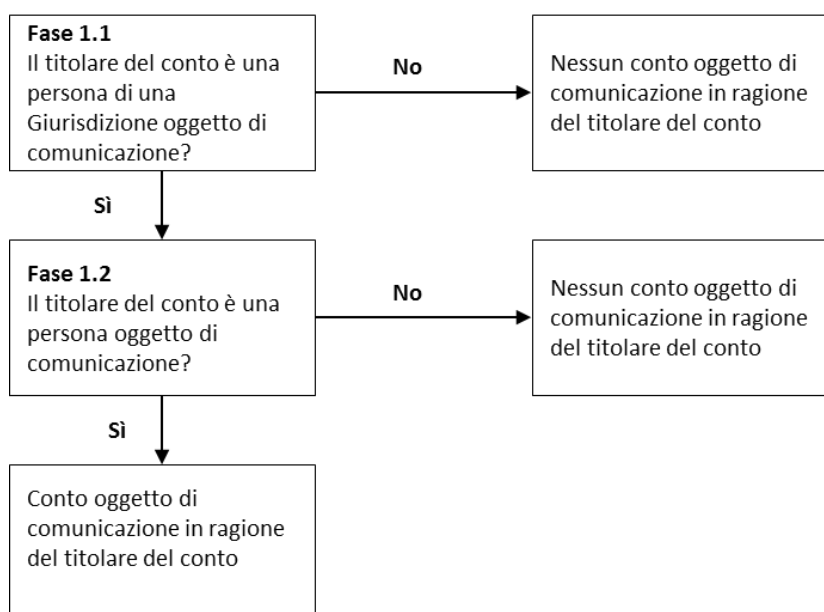 Fase 1.1
Il titolare del conto è una
persona di una
Giurisdizione oggetto di
comunicazione?
No
Nessun conto oggetto di
comunicazione in ragione
del titolare del conto
Sì
Fase 1.2
Il titolare del conto è una
persona oggetto di
comunicazione?
No
Nessun conto oggetto di
comunicazione in ragione
del titolare del conto
Sì
Conto oggetto di
comunicazione in ragione
del titolare del conto